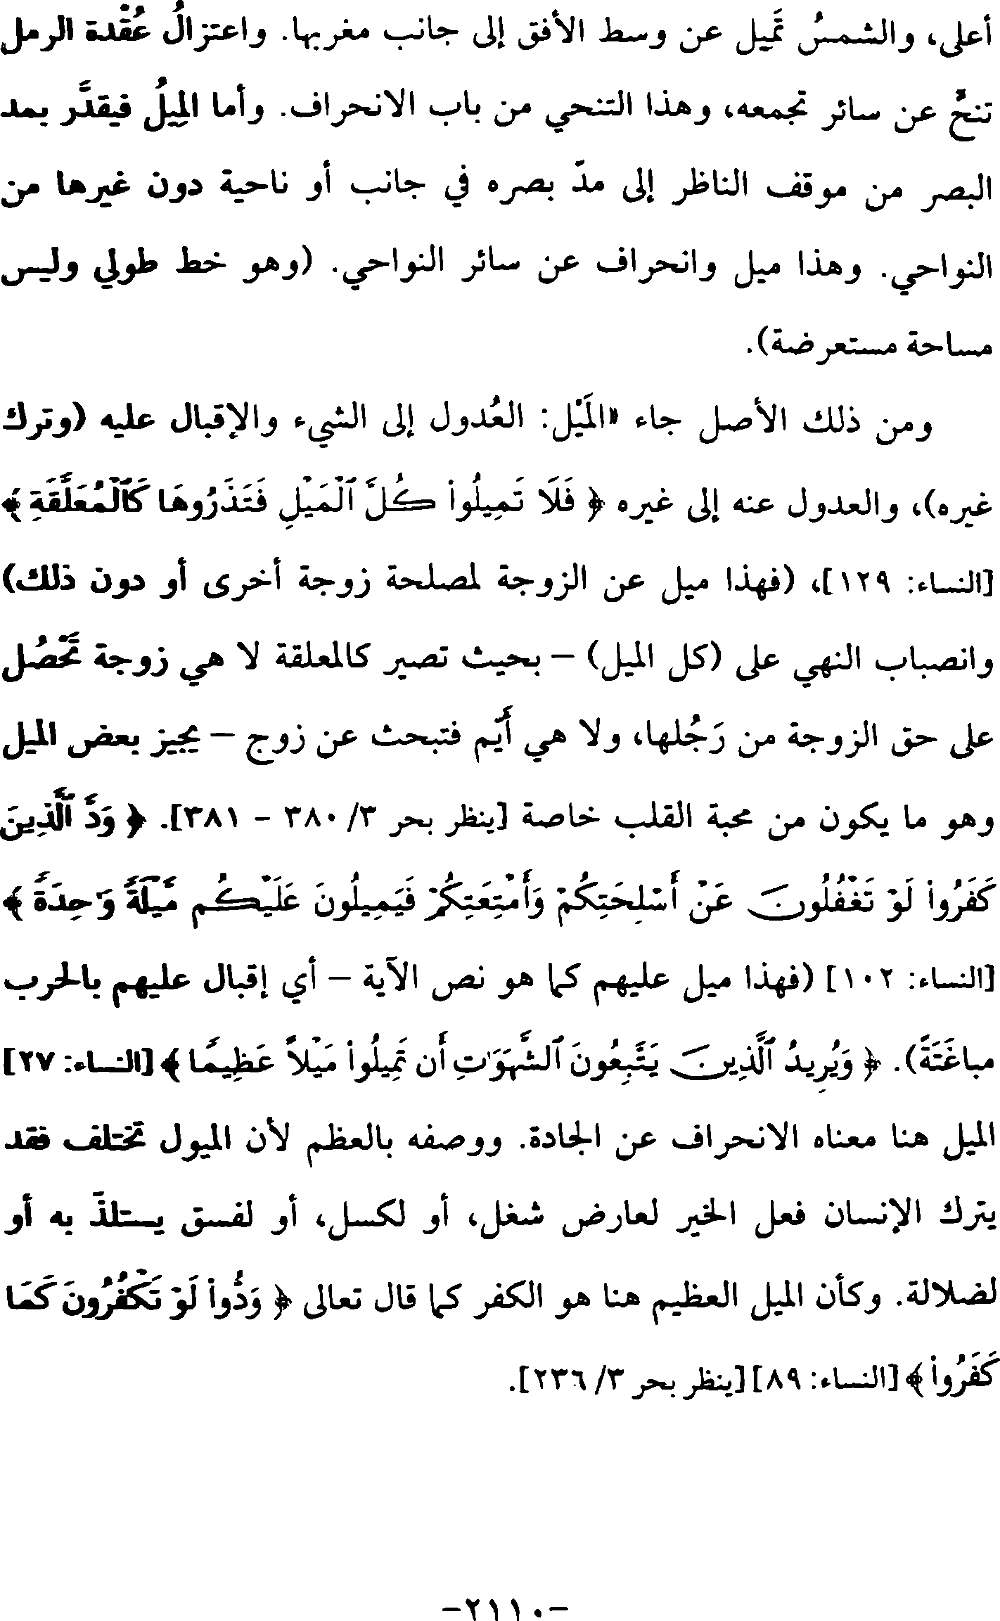 أعلى، والشمسُ تَمِيل عن وسط الأفق إلى جانب مغربها. واعتزالُ عُقْدة الرمل
تنحٍّ عن سائر تجمعه، وهذا التنحي من باب الانحراف. وأما المِيلُ فيقدَّر بمد
البصر من موقف الناظر إلى مدّ بصره في جانب أو ناحية دون غيرها من
النواحي. وهذا ميل وانحراف عن سائر النواحي. (وهو خط طولي وليس
مساحة مستعرضة).
ومن ذلك الأصل جاء «المَيْل: العُدول إلى الشيء والإقبال عليه (وترك
غيره)، والعدول عنه إلى غيره ﴿ فَلَا تَمِيلُوا۟ كُلَّ ٱلْمَيْلِ فَتَذَرُوهَا كَٱلْمُعَلَّقَةِ ﴾
[النساء: ١٢٩]، (فهذا ميل عن الزوجة لمصلحة زوجة أخرى أو دون ذلك)
وانصباب النهي على (كل الميل) – بحيث تصير كالمعلقة لا هي زوجة تَحْصُل
على حق الزوجة من رَجُلها، ولا هي أَيّم فتبحث عن زوج – يجيز بعض الميل
وهو ما يكون من محبة القلب خاصة [ينظر بحر ٣/ ٣٨٠ - ٣٨١]. ﴿ وَدَّ ٱلَّذِينَ
كَفَرُوا۟ لَوْ تَغْفُلُونَ عَنْ أَسْلِحَتِكُمْ وَأَمْتِعَتِكُمْ فَيَمِيلُونَ عَلَيْكُم مَّيْلَةً وَٰحِدَةً ﴾
[النساء: ١٠٢] (فهذا ميل عليهم كما هو نص الآية – أي إقبال عليهم بالحرب
مباغَتَةً). ﴿ وَيُرِيدُ ٱلَّذِينَ يَتَّبِعُونَ ٱلشَّهَوَٰتِ أَن تَمِيلُوا۟ مَيْلاً عَظِيمًا ﴾ [النساء: ٢٧]
الميل هنا معناه الانحراف عن الجادة. ووصفه بالعظم لأن الميول تختلف فقد
يترك الإنسان فعل الخير لعارض شغل، أو لكسل، أو لفسق يستلذّ به أو
لضلالة. وكأن الميل العظيم هنا هو الكفر كما قال تعالى ﴿ وَدُّوا۟ لَوْ تَكْفُرُونَ كَمَا
كَفَرُوا۟ ﴾ [النساء: ٨٩] [ينظر بحر ٣/ ٢٣٦].
-٢١١٠-